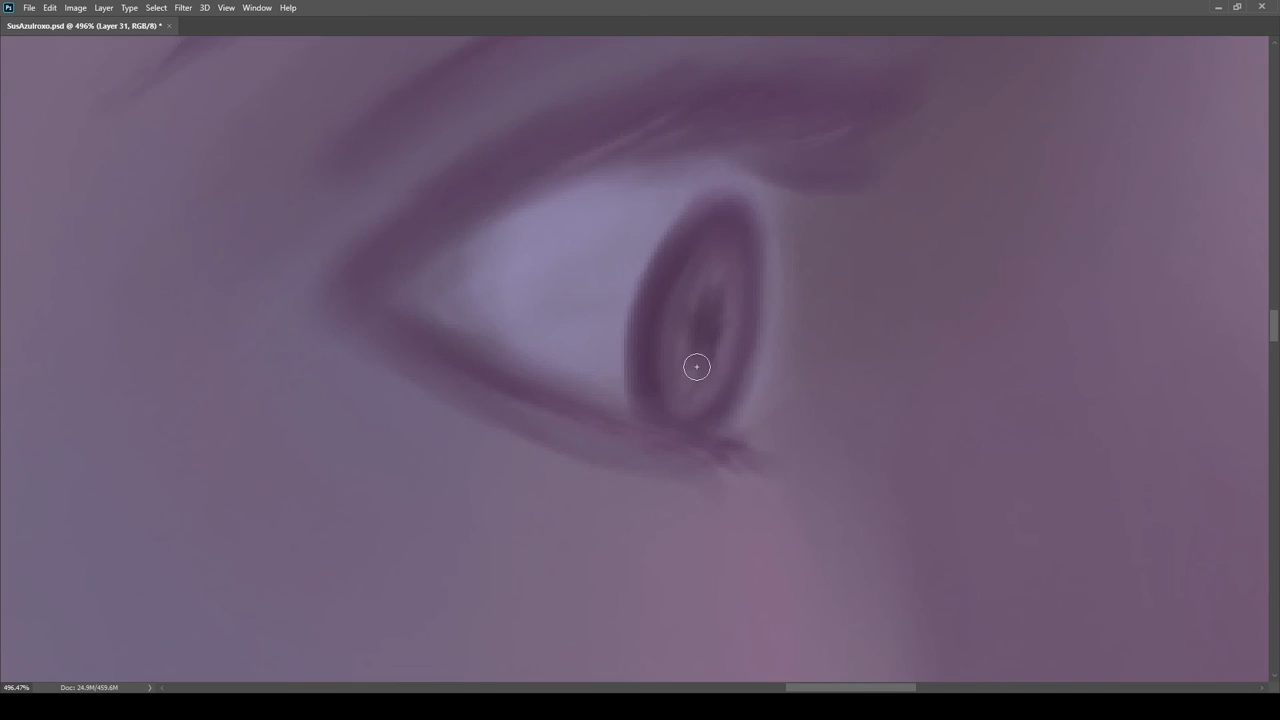 Ps File Edit Image Layer Type Select Filter 3D View Window Help
SusAzulroxo.psd @ 496% (Layer 31, RGB/8) *
496.47% Doc: 24.9M/459.6M